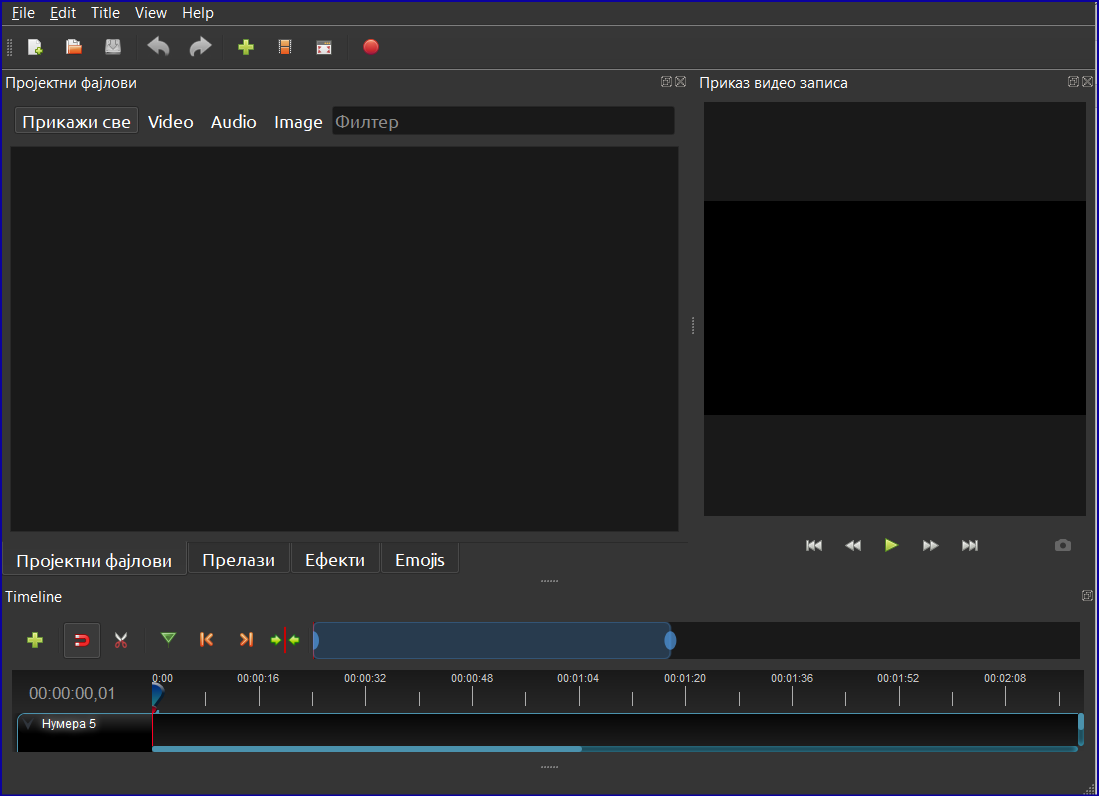 File Edit Title View Help
Пројектни фајлови
Приказ видео записа
Прикажи све Video Audio Image Филтер
Пројектни фајлови Прелази Ефекти Emojis
Timeline
00:00:00,01
0:00 00:00:16 00:00:32 00:00:48 00:01:04 00:01:20 00:01:36 00:01:52 00:02:08
Нумера 5